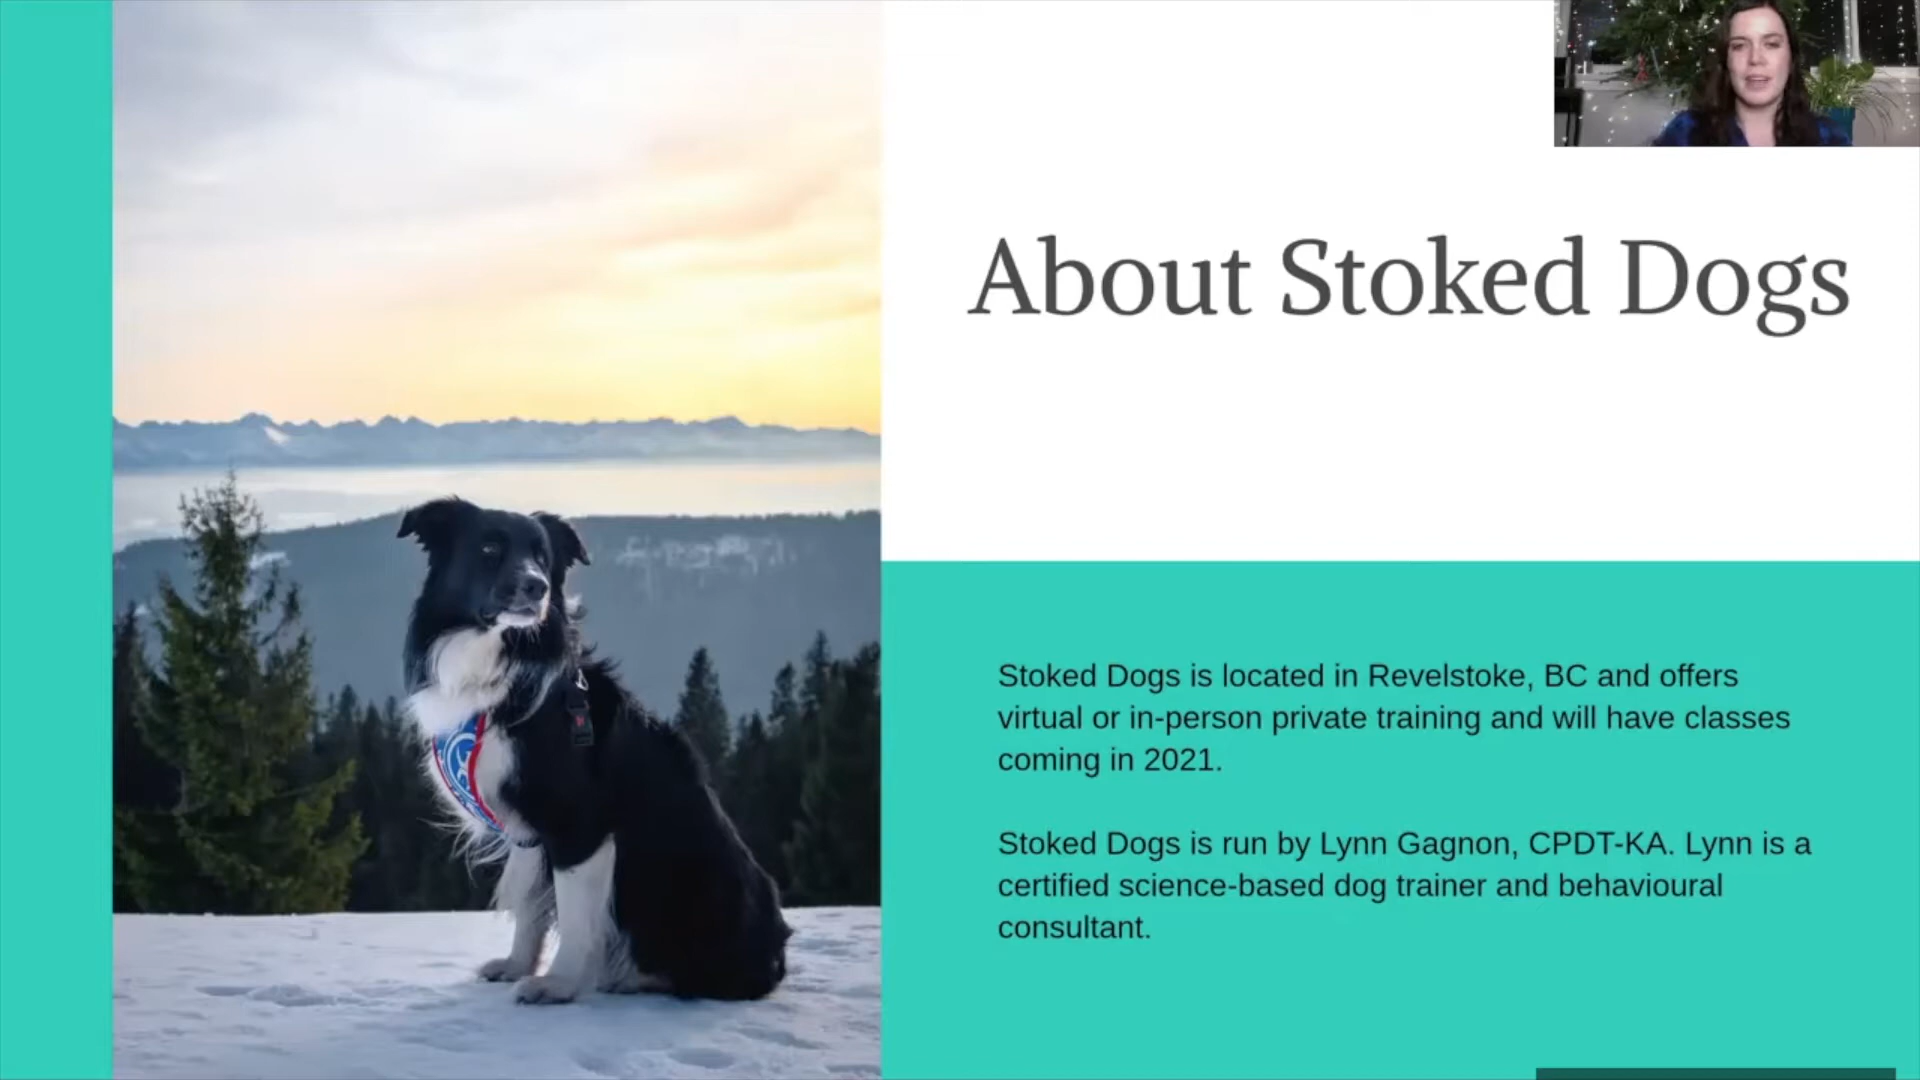 About Stoked Dogs
Stoked Dogs is located in Revelstoke, BC and offers
virtual or in-person private training and will have classes
coming in 2021.
Stoked Dogs is run by Lynn Gagnon, CPDT-KA. Lynn is a
certified science-based dog trainer and behavioural
consultant.